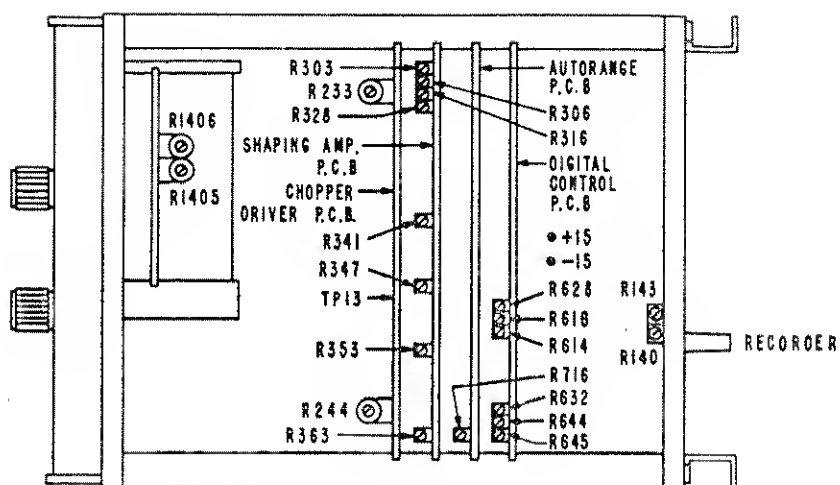 R1406
R1405
R303
R233
R328
SHAPING AMP.
P.C.B
CHOPPER
DRIVER P.C.B.
R341
R347
TP13
R353
R244
R363
AUTORANGE
P.C.B
R306
R316
DIGITAL
CONTROL
P.C.B
+15
-15
R628
R618
R614
R716
R632
R644
R645
R143
R140
RECORDER